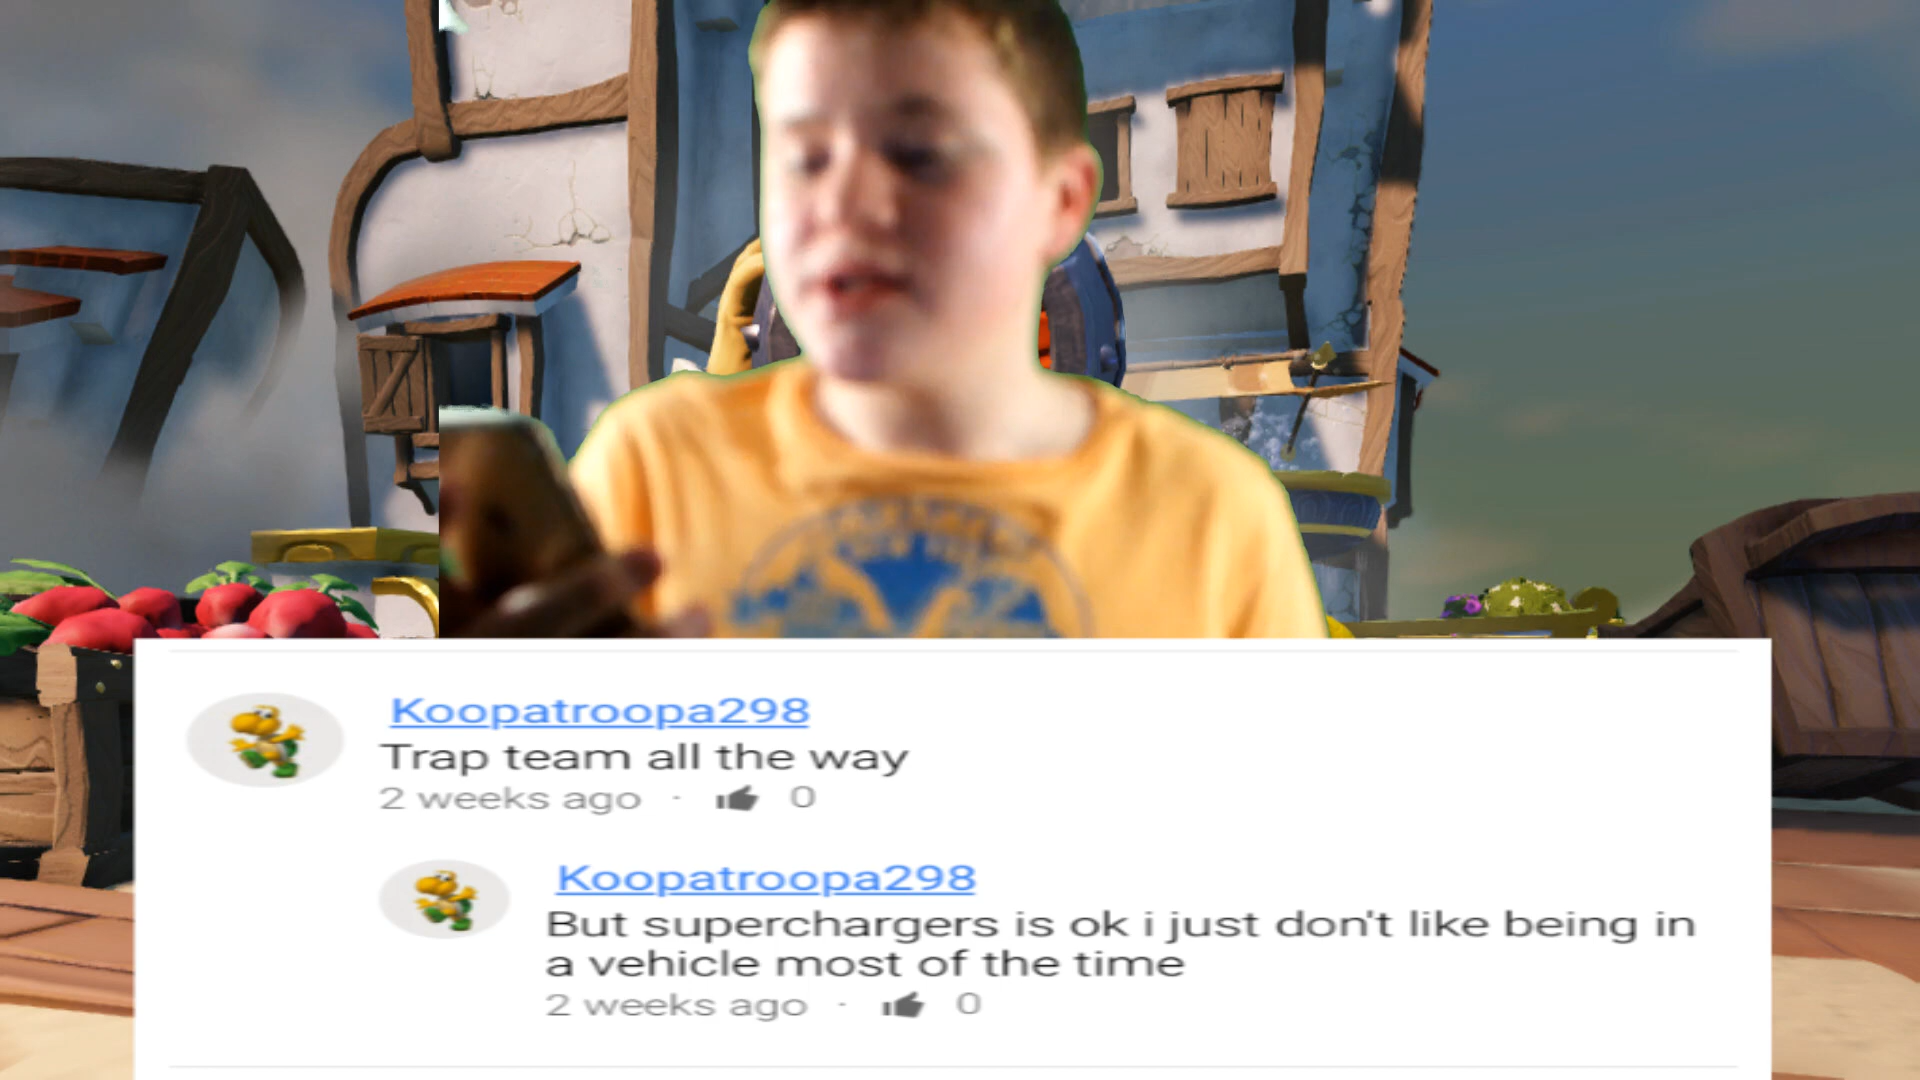 Koopatroopa298
Trap team all the way
2 weeks ago · 0
Koopatroopa298
But superchargers is ok i just don't like being in
a vehicle most of the time
2 weeks ago · 0